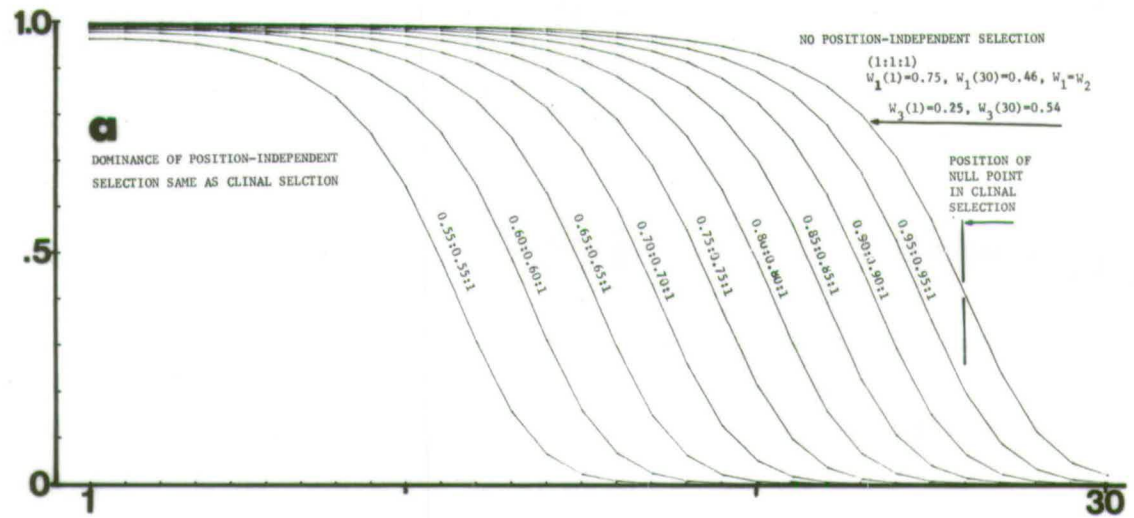 1.0
NO POSITION-INDEPENDENT SELECTION
(1:1:1)
W1(1)=0.75, W1(30)=0.46, W1=W2
W3(1)=0.25, W3(30)=0.54
a
DOMINANCE OF POSITION-INDEPENDENT
SELECTION SAME AS CLINAL SELCTION
POSITION OF
NULL POINT
IN CLINAL
SELECTION
.5
0.55:0.55:1
0.60:0.60:1
0.65:0.65:1
0.70:0.70:1
0.75:0.75:1
0.80:0.80:1
0.85:0.85:1
0.90:0.90:1
0.95:0.95:1
0
1
30